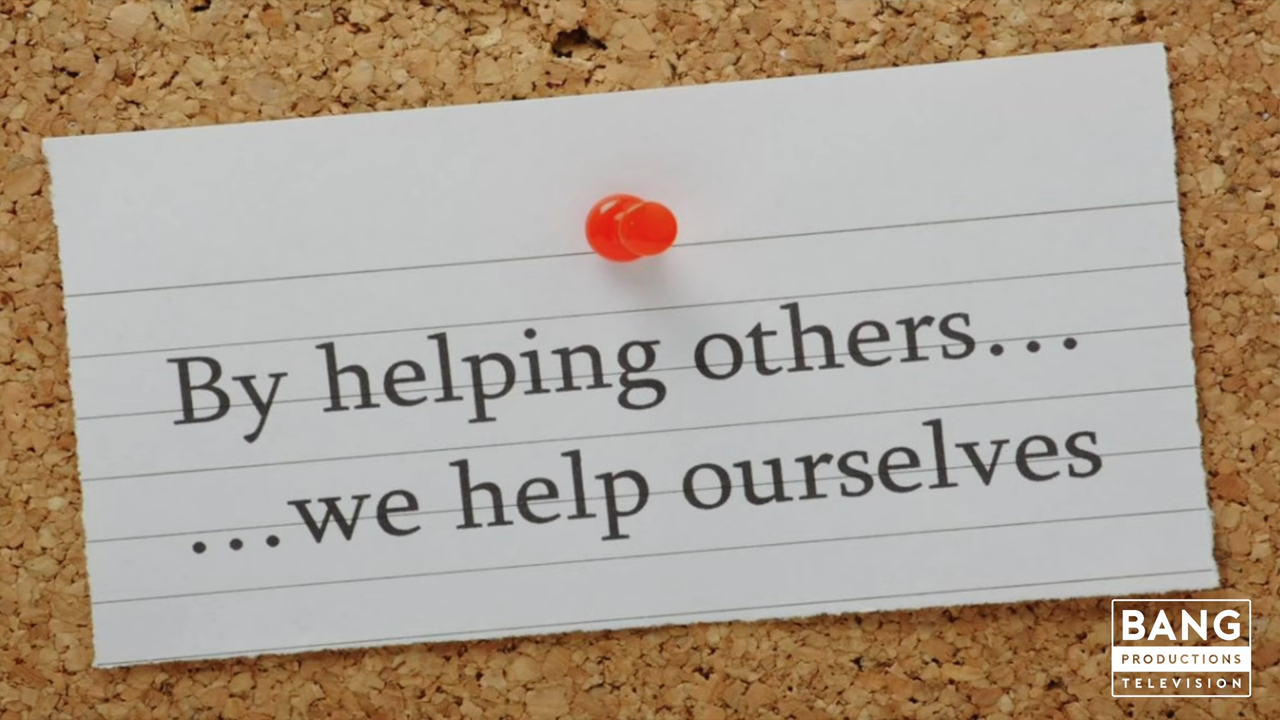 By helping others...
...we help ourselves
BANG
PRODUCTIONS
TELEVISION